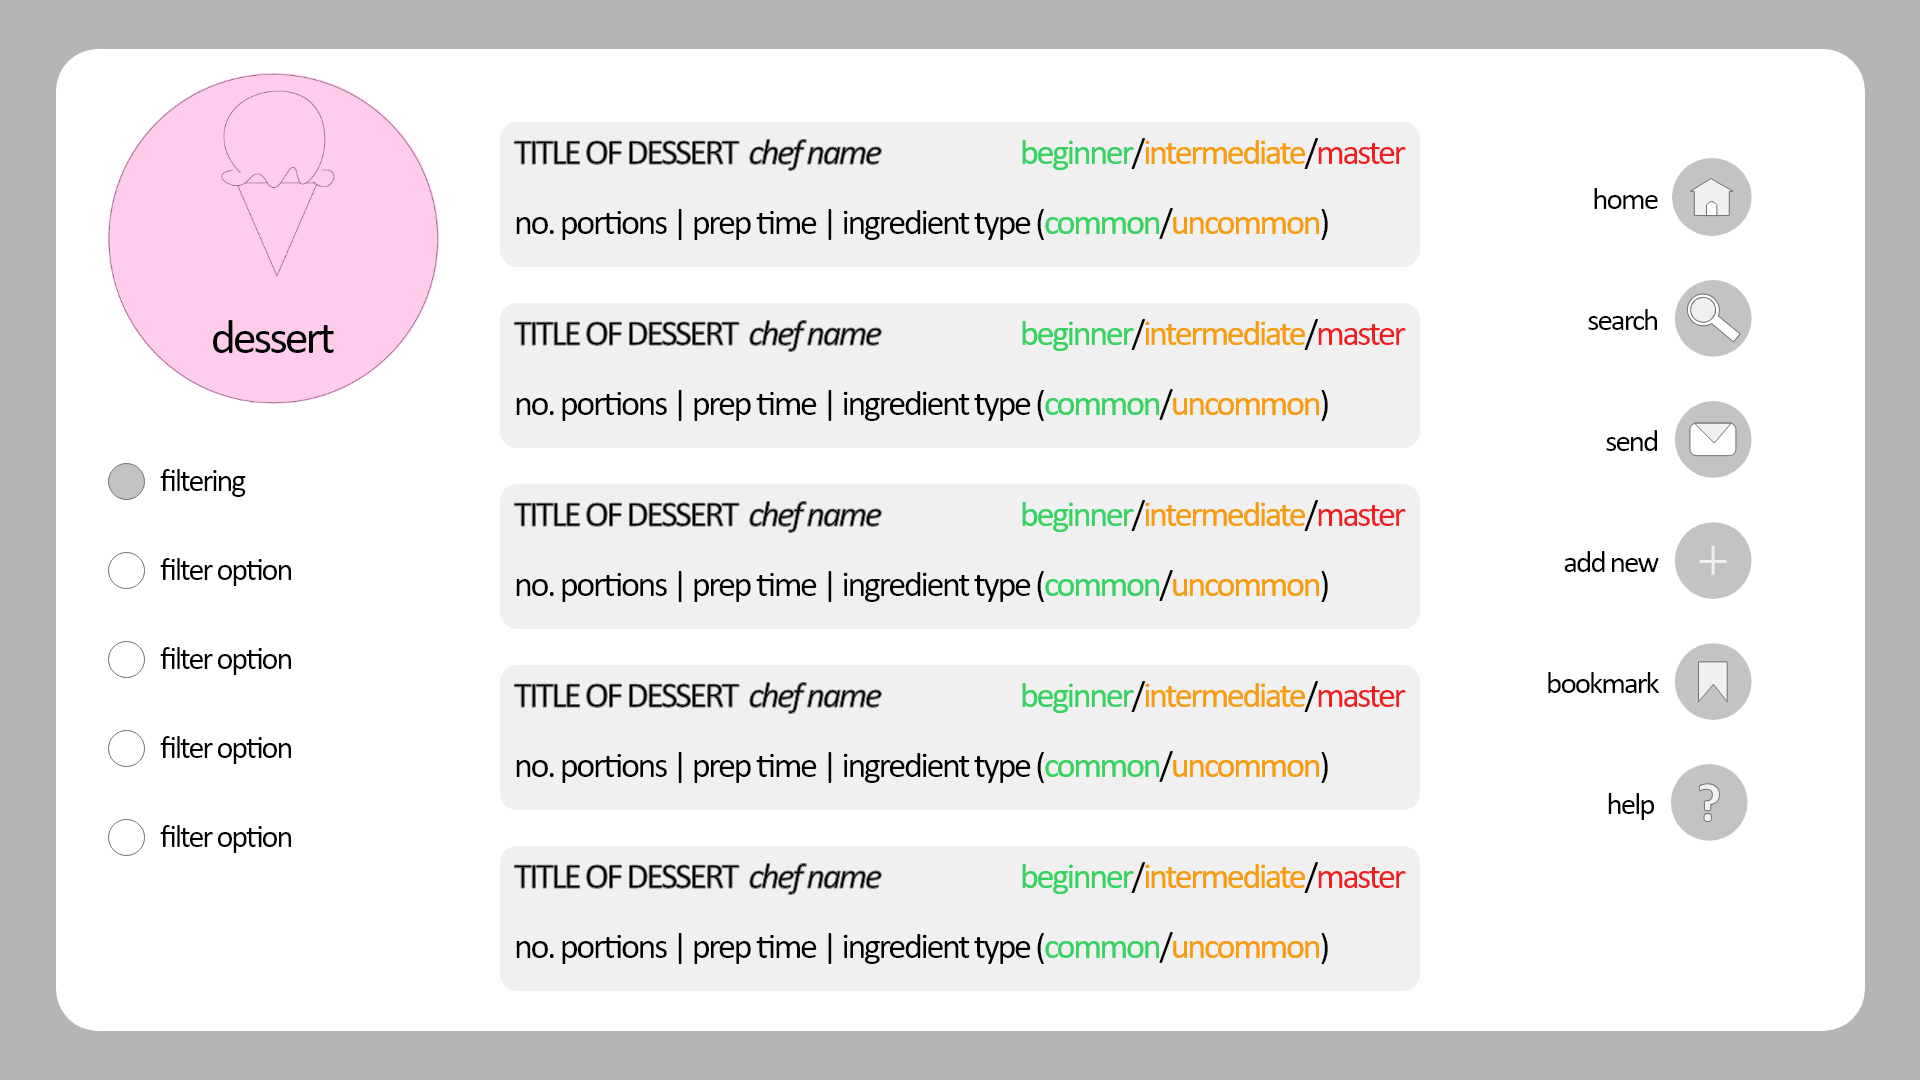 dessert
filtering
filter option
filter option
filter option
filter option
TITLE OF DESSERT chef name beginner/intermediate/master
no. portions | prep time | ingredient type (common/uncommon)
TITLE OF DESSERT chef name beginner/intermediate/master
no. portions | prep time | ingredient type (common/uncommon)
TITLE OF DESSERT chef name beginner/intermediate/master
no. portions | prep time | ingredient type (common/uncommon)
TITLE OF DESSERT chef name beginner/intermediate/master
no. portions | prep time | ingredient type (common/uncommon)
TITLE OF DESSERT chef name beginner/intermediate/master
no. portions | prep time | ingredient type (common/uncommon)
home
search
send
add new
bookmark
help ?